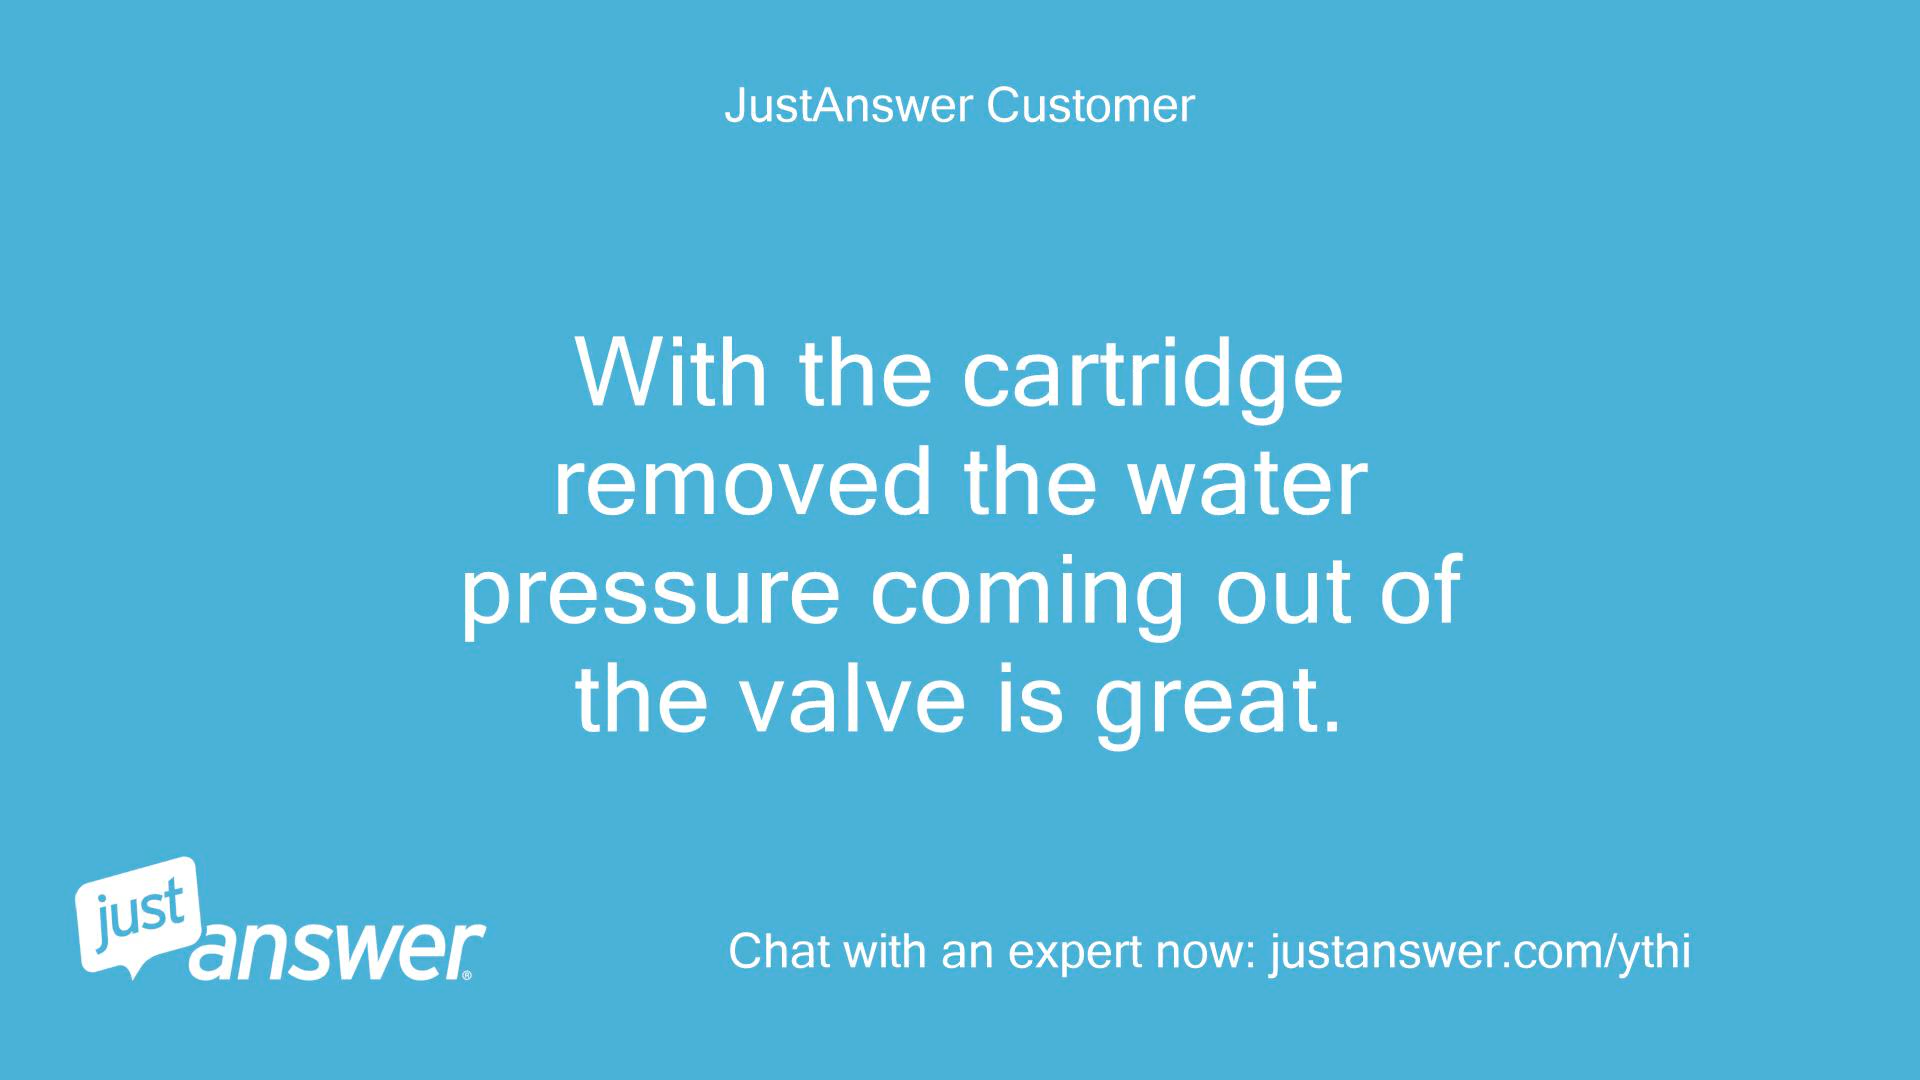 JustAnswer Customer
With the cartridge
removed the water
pressure coming out of
the valve is great.
just
answer®
Chat with an expert now: justanswer.com/ythi